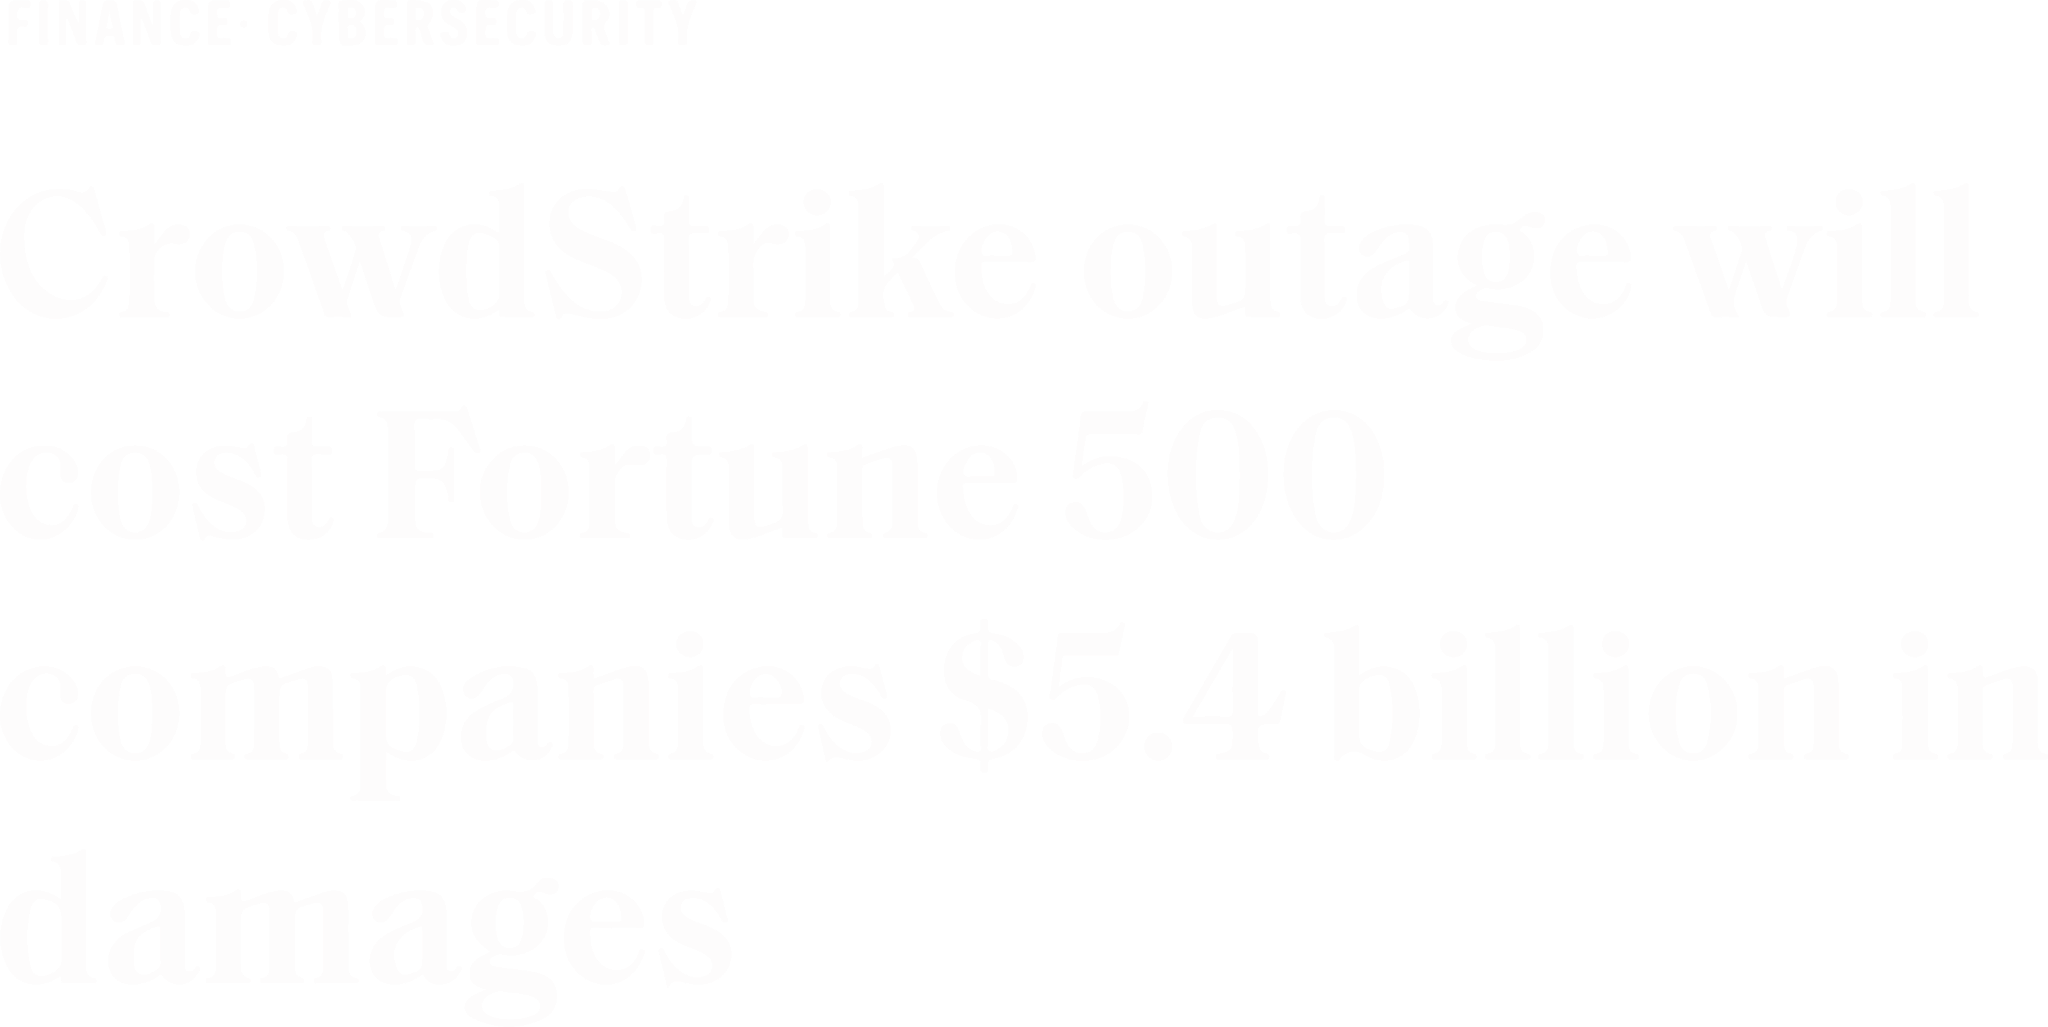 FINANCE· CYBERSECURITY
CrowdStrike outage will
cost Fortune 500
companies $5.4 billion in
damages